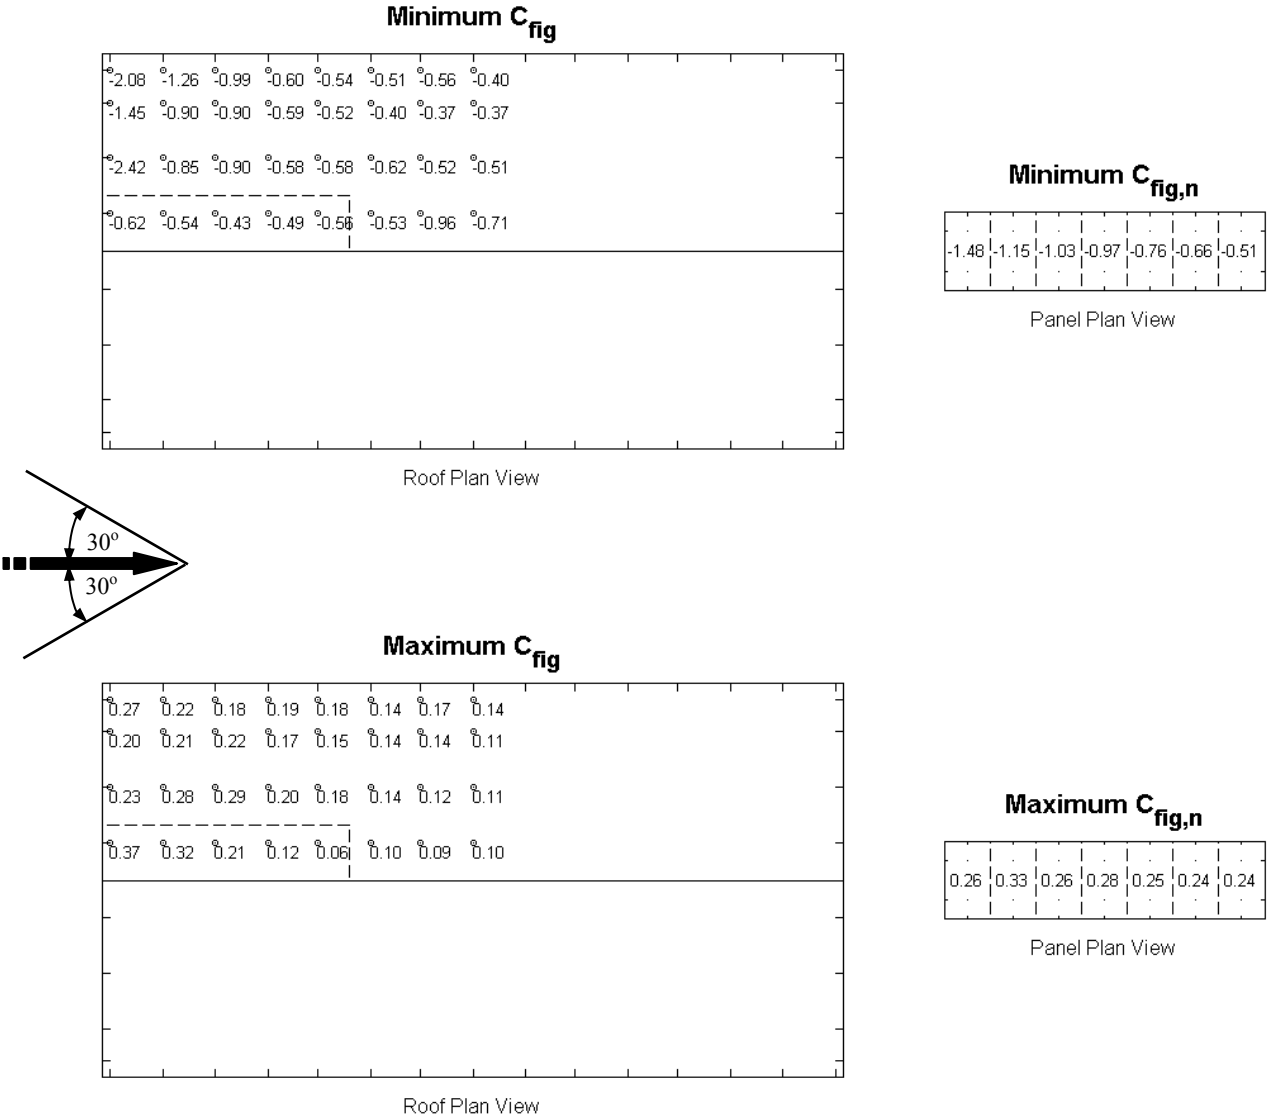 Minimum C_fig
-2.08 -1.26 -0.99 -0.60 -0.54 -0.51 -0.56 -0.40
-1.45 -0.90 -0.90 -0.59 -0.52 -0.40 -0.37 -0.37
-2.42 -0.85 -0.90 -0.58 -0.58 -0.62 -0.52 -0.51
-0.62 -0.54 -0.43 -0.49 -0.56 -0.53 -0.96 -0.71
Roof Plan View
Minimum C_fig,n
-1.48 -1.15 -1.03 -0.97 -0.76 -0.66 -0.51
Panel Plan View
30°
30°
Maximum C_fig
0.27 0.22 0.18 0.19 0.18 0.14 0.17 0.14
0.20 0.21 0.22 0.17 0.15 0.14 0.14 0.11
0.23 0.28 0.29 0.20 0.18 0.14 0.12 0.11
0.37 0.32 0.21 0.12 0.06 0.10 0.09 0.10
Roof Plan View
Maximum C_fig,n
0.26 0.33 0.26 0.28 0.25 0.24 0.24
Panel Plan View